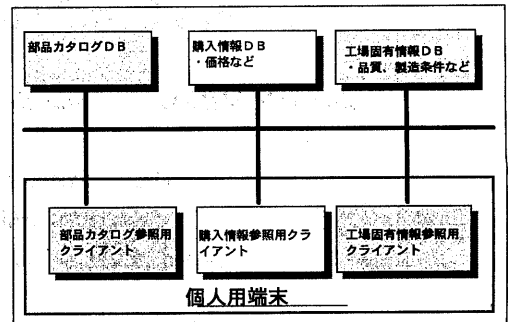 部品カタログDB
購入情報DB
・価格など
工場固有情報DB
・品質、製造条件など
部品カタログ参照用
クライアント
購入情報参照用クラ
イアント
工場固有情報参照用
クライアント
個人用端末